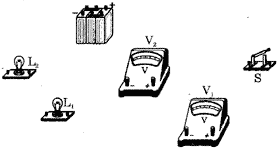 - +
V₂
L₂
V
- +
S
L₁
V₁
V
- +